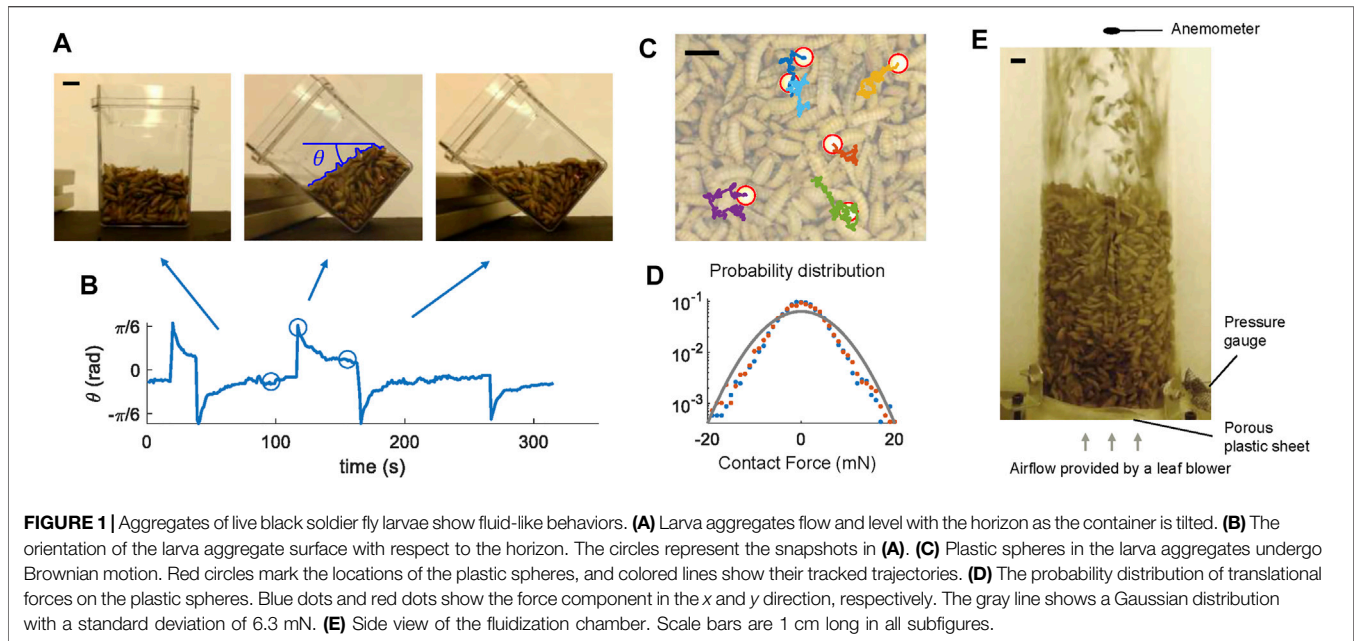 A
θ
B
π/6
0
-π/6
θ (rad)
0
100
200
300
time (s)
C
D
Probability distribution
10⁻¹
10⁻²
10⁻³
-20
0
20
Contact Force (mN)
E
Anemometer
Pressure
gauge
Porous
plastic sheet
Airflow provided by a leaf blower
FIGURE 1 | Aggregates of live black soldier fly larvae show fluid-like behaviors. (A) Larva aggregates flow and level with the horizon as the container is tilted. (B) The
orientation of the larva aggregate surface with respect to the horizon. The circles represent the snapshots in (A). (C) Plastic spheres in the larva aggregates undergo
Brownian motion. Red circles mark the locations of the plastic spheres, and colored lines show their tracked trajectories. (D) The probability distribution of translational
forces on the plastic spheres. Blue dots and red dots show the force component in the x and y direction, respectively. The gray line shows a Gaussian distribution
with a standard deviation of 6.3 mN. (E) Side view of the fluidization chamber. Scale bars are 1 cm long in all subfigures.